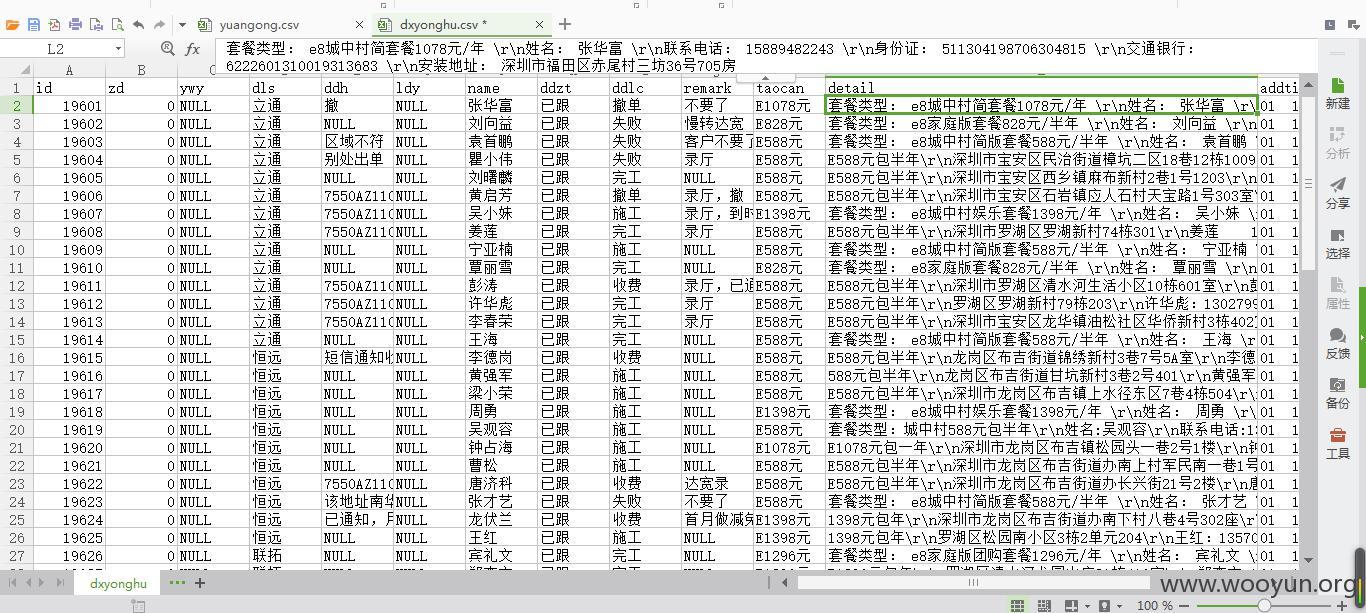 yuangong.csv × dxyonghu.csv * × +
L2 fx 套餐类型： e8城中村简套餐1078元/年 \r\n姓名： 张华富 \r\n联系电话： 15889482243 \r\n身份证： 511304198706304815 \r\n交通银行：
6222601310019313683 \r\n安装地址： 深圳市福田区赤尾村三坊36号705房
A B C D E F G H I J K
1 id zd ywy dls ddh ldy name ddzt ddlc remark taocan detail addti
2 19601 0 NULL 立通 撤 NULL 张华富 已跟 撤单 不要了 E1078元 套餐类型： e8城中村简套餐1078元/年 \r\n姓名： 张华富 \r\ 01 1
3 19602 0 NULL 立通 NULL NULL 刘向益 已跟 失败 慢转达宽 E828元 套餐类型： e8家庭版套餐828元/半年 \r\n姓名： 刘向益 \r\n 01 1
4 19603 0 NULL 立通 区域不符 NULL 袁首鹏 已跟 失败 客户不要了 E588元 套餐类型： e8城中村简版套餐588元/半年 \r\n姓名： 袁首鹏 01 1
5 19604 0 NULL 立通 别处出单 NULL 瞿小伟 已跟 失败 录厅 E588元 E588元包半年\r\n深圳市宝安区民治街道樟坑二区18巷12栋1009 01 1
6 19605 0 NULL 立通 NULL NULL 刘曙麟 已跟 完工 NULL E588元 E588元包半年\r\n深圳市宝安区西乡镇麻布新村2巷1号1203\r\n 01 1
7 19606 0 NULL 立通 7550AZ110 NULL 黄启芳 已跟 撤单 录厅，撤 E588元 E588元包半年\r\n深圳市宝安区石岩镇应人石村天宝路1号303室 01 1
8 19607 0 NULL 立通 7550AZ110 NULL 吴小妹 已跟 施工 录厅，到时 E1398元 套餐类型： e8城中村娱乐套餐1398元/年 \r\n姓名： 吴小妹 01 1
9 19608 0 NULL 立通 7550AZ110 NULL 姜莲 已跟 完工 录厅 E588元 E588元包半年\r\n深圳市罗湖区罗湖新村74栋301\r\n姜莲 1 01 1
10 19609 0 NULL 立通 NULL NULL 宁亚楠 已跟 施工 NULL E588元 套餐类型： e8城中村简版套餐588元/半年 \r\n姓名： 宁亚楠 01 1
11 19610 0 NULL 立通 NULL NULL 覃丽雪 已跟 完工 NULL E828元 套餐类型： e8家庭版套餐828元/半年 \r\n姓名： 覃丽雪 \r\n 01 1
12 19611 0 NULL 立通 7550AZ110 NULL 彭涛 已跟 收费 录厅，已通 E588元 E588元包半年\r\n深圳市罗湖区清水河生活小区10栋601室\r\n 01 1
13 19612 0 NULL 立通 7550AZ110 NULL 许华彪 已跟 完工 录厅 E588元 E588元包半年\r\n罗湖区罗湖新村79栋203\r\n许华彪：1302799 01 1
14 19613 0 NULL 立通 7550AZ110 NULL 李春荣 已跟 完工 录厅 E588元 E588元包半年\r\n深圳市宝安区龙华镇油松社区华侨新村3栋402 01 1
15 19614 0 NULL 立通 NULL NULL 王海 已跟 完工 NULL E588元 套餐类型： e8城中村简版套餐588元/半年 \r\n姓名： 王海 \r\n 01 1
16 19615 0 NULL 恒远 短信通知收 NULL 李德岗 已跟 收费 NULL E588元 E588元包半年\r\n龙岗区布吉街道锦绣新村3巷7号5A室\r\n李德 01 1
17 19616 0 NULL 恒远 NULL NULL 黄强军 已跟 施工 NULL E588元 588元包半年\r\n龙岗区布吉街道甘坑新村3巷2号401\r\n黄强军 01 1
18 19617 0 NULL 恒远 NULL NULL 梁小荣 已跟 施工 NULL E588元 E588元包半年\r\n深圳市龙岗区布吉镇上水径东区7巷4栋504\r\n 01 1
19 19618 0 NULL 恒远 NULL NULL 周勇 已跟 施工 NULL E1398元 套餐类型： e8城中村娱乐套餐1398元/年 \r\n姓名： 周勇 \r\ 01 1
20 19619 0 NULL 恒远 NULL NULL 吴观容 已跟 完工 NULL E588元 套餐类型：城中村588元包半年\r\n姓名:吴观容\r\n联系电话:13 01 1
21 19620 0 NULL 恒远 NULL NULL 钟占海 已跟 施工 NULL E1078元 E1078元包一年\r\n深圳市龙岗区布吉镇松园头一巷2号1楼\r\n钟 01 1
22 19621 0 NULL 恒远 NULL NULL 曹松 已跟 施工 NULL E588元 E588元包半年\r\n深圳市龙岗区布吉街道办南上村军民南一巷1号 01 1
23 19622 0 NULL 恒远 7550AZ110 NULL 唐济科 已跟 收费 达宽录 E588元 E588元包半年\r\n深圳市龙岗区布吉街道办长兴街21号2楼\r\n唐 01 1
24 19623 0 NULL 恒远 该地址南华 NULL 张才艺 已跟 失败 不要了 E588元 套餐类型： e8城中村简版套餐588元/半年 \r\n姓名： 张才艺 01 1
25 19624 0 NULL 恒远 已通知，月 NULL 龙伏兰 已跟 收费 首月做减免 E1398元 1398元包年\r\n深圳市龙岗区布吉街道办南下村八巷4号302座\r 01 1
26 19625 0 NULL 恒远 NULL NULL 王红 已跟 施工 NULL E1398元 1398元包年\r\n罗湖区松园南小区3栋2单元204\r\n王红：13570 01 1
27 19626 0 NULL 联拓 NULL NULL 宾礼文 已跟 完工 NULL E1296元 套餐类型： e8家庭版团购套餐1296元/年 \r\n姓名： 宾礼文 \ 01 1
新建
分析
分享
选择
属性
反馈
备份
工具
dxyonghu ••• +
www.wooyun.org
100 % − +